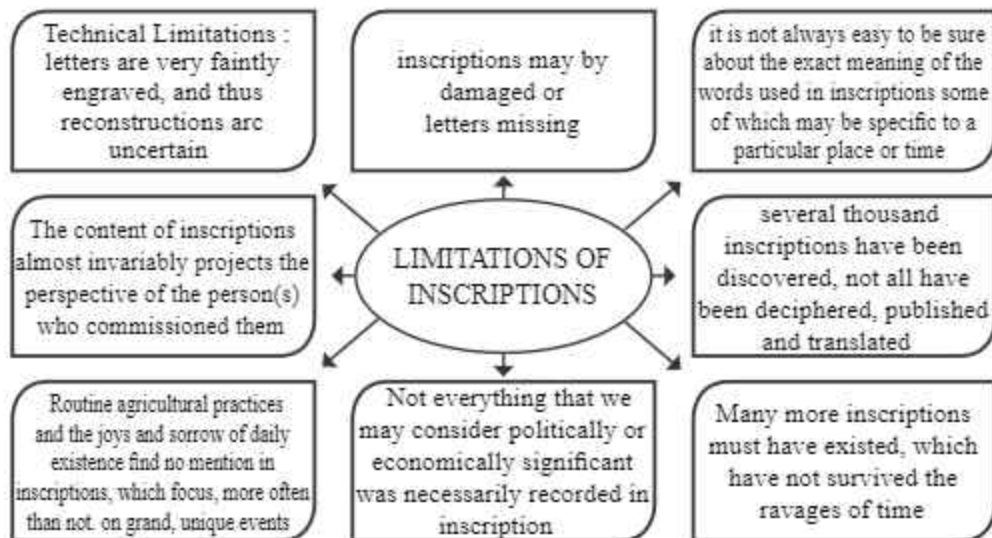 Technical Limitations :
letters are very faintly
engraved, and thus
reconstructions arc
uncertain
inscriptions may by
damaged or
letters missing
it is not always easy to be sure
about the exact meaning of the
words used in inscriptions some
of which may be specific to a
particular place or time
The content of inscriptions
almost invariably projects the
perspective of the person(s)
who commissioned them
LIMITATIONS OF
INSCRIPTIONS
several thousand
inscriptions have been
discovered, not all have
been deciphered, published
and translated
Routine agricultural practices
and the joys and sorrow of daily
existence find no mention in
inscriptions, which focus, more often
than not. on grand, unique events
Not everything that we
may consider politically or
economically significant
was necessarily recorded in
inscription
Many more inscriptions
must have existed, which
have not survived the
ravages of time